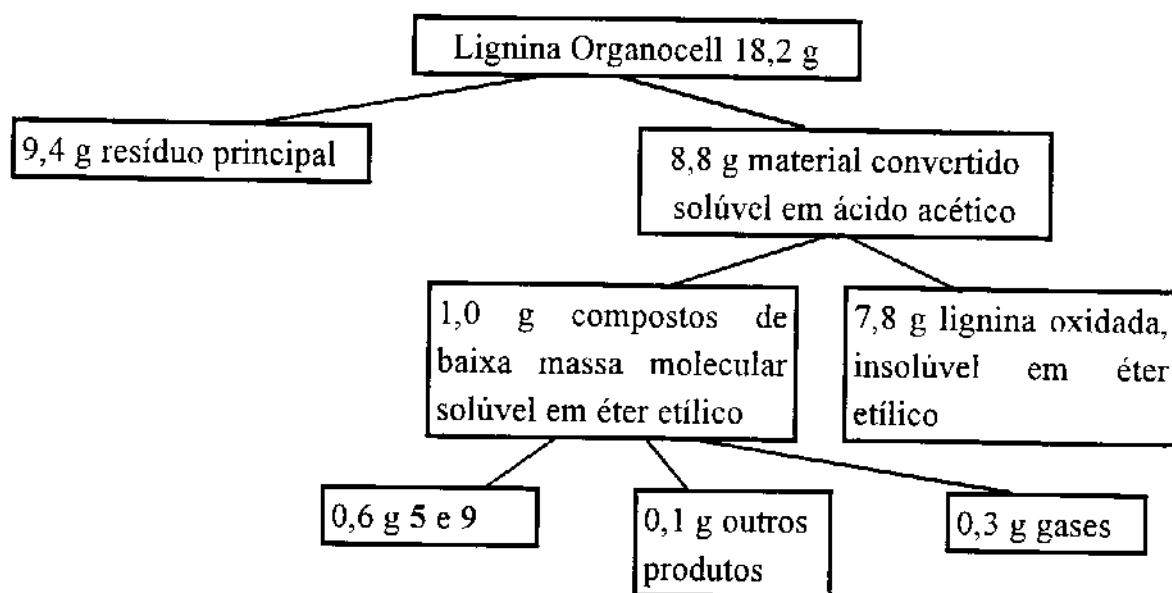 Lignina Organocell 18,2 g
9,4 g resíduo principal
8,8 g material convertido
solúvel em ácido acético
1,0 g compostos de
baixa massa molecular
solúvel em éter etílico
7,8 g lignina oxidada,
insolúvel em éter
etílico
0,6 g 5 e 9
0,1 g outros
produtos
0,3 g gases